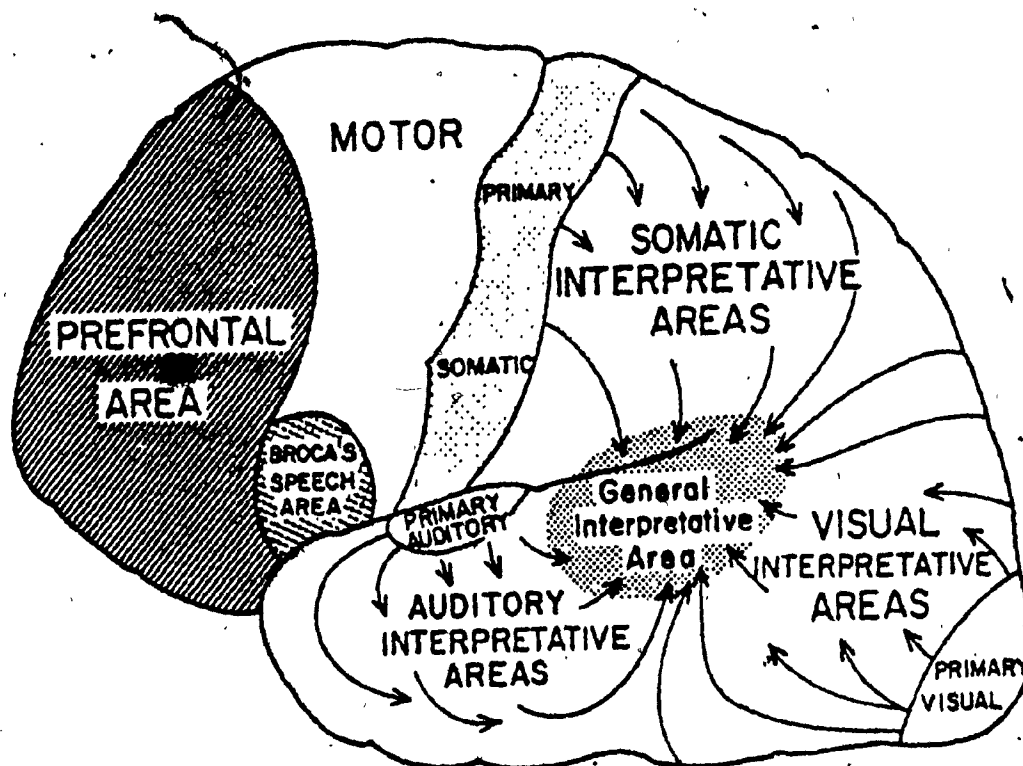 MOTOR
PRIMARY
SOMATIC
SOMATIC
INTERPRETATIVE
AREAS
PREFRONTAL
AREA
BROCA'S
SPEECH
AREA
PRIMARY
AUDITORY
General
Interpretative
Area
VISUAL
INTERPRETATIVE
AREAS
AUDITORY
INTERPRETATIVE
AREAS
PRIMARY
VISUAL